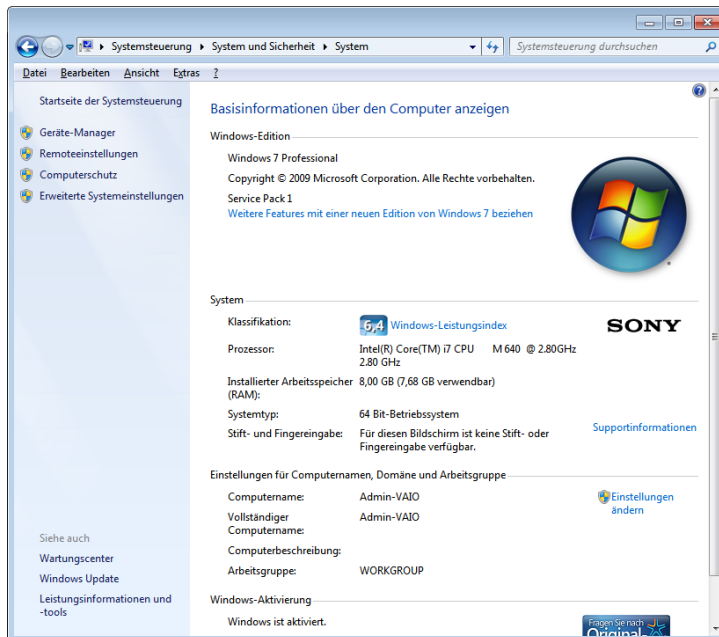 Systemsteuerung System und Sicherheit System
Systemsteuerung durchsuchen
Datei Bearbeiten Ansicht Extras ?
Startseite der Systemsteuerung
Geräte-Manager
Remoteeinstellungen
Computerschutz
Erweiterte Systemeinstellungen
Siehe auch
Wartungscenter
Windows Update
Leistungsinformationen und
-tools
Basisinformationen über den Computer anzeigen
Windows-Edition
Windows 7 Professional
Copyright © 2009 Microsoft Corporation. Alle Rechte vorbehalten.
Service Pack 1
Weitere Features mit einer neuen Edition von Windows 7 beziehen
System
Klassifikation: 6,4 Windows-Leistungsindex
SONY
Prozessor: Intel(R) Core(TM) i7 CPU M 640 @ 2.80GHz
2.80 GHz
Installierter Arbeitsspeicher 8,00 GB (7,68 GB verwendbar)
(RAM):
Systemtyp: 64 Bit-Betriebssystem
Stift- und Fingereingabe: Für diesen Bildschirm ist keine Stift- oder
Fingereingabe verfügbar.
Supportinformationen
Einstellungen für Computernamen, Domäne und Arbeitsgruppe
Computername: Admin-VAIO
Einstellungen
ändern
Vollständiger Admin-VAIO
Computername:
Computerbeschreibung:
Arbeitsgruppe: WORKGROUP
Windows-Aktivierung
Windows ist aktiviert.
Fragen Sie nach
Original-